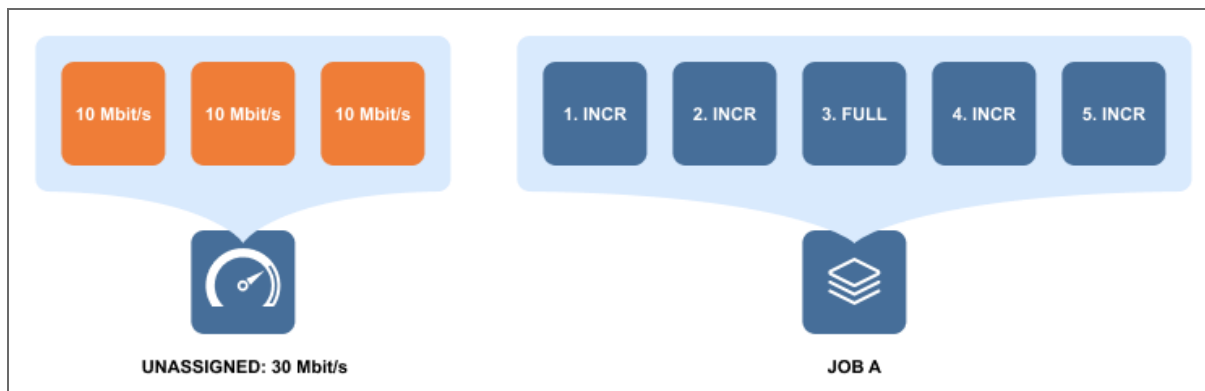 10 Mbit/s
10 Mbit/s
10 Mbit/s
1. INCR
2. INCR
3. FULL
4. INCR
5. INCR
UNASSIGNED: 30 Mbit/s
JOB A